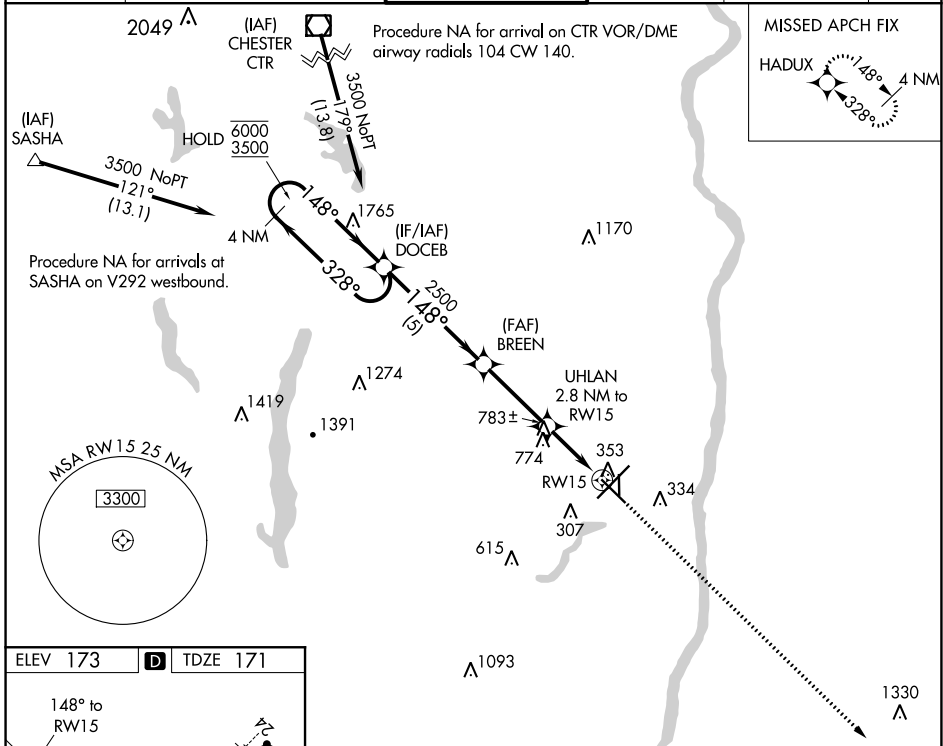 2049
(IAF)
CHESTER
CTR
Procedure NA for arrival on CTR VOR/DME
airway radials 104 CW 140.
MISSED APCH FIX
HADUX
148°
328°
4 NM
3500 NoPT
179°
(13.8)
(IAF)
SASHA
3500 NoPT
121°
(13.1)
HOLD
6000
3500
148°
328°
4 NM
1765
(IF/IAF)
DOCEB
1170
Procedure NA for arrivals at
SASHA on V292 westbound.
2500
148°
(5)
(FAF)
BREEN
UHLAN
2.8 NM to
RW15
1274
1419
1391
783±
774
353
RW15
334
307
615
MSA RW15 25 NM
3300
1093
1330
ELEV 173
D
TDZE 171
148° to
RW15
24